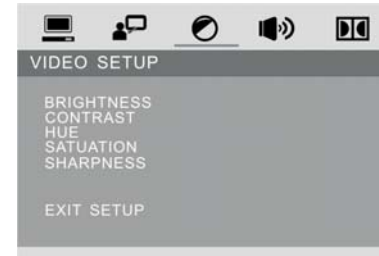 VIDEO SETUP
BRIGHTNESS
CONTRAST
HUE
SATUATION
SHARPNESS
EXIT SETUP